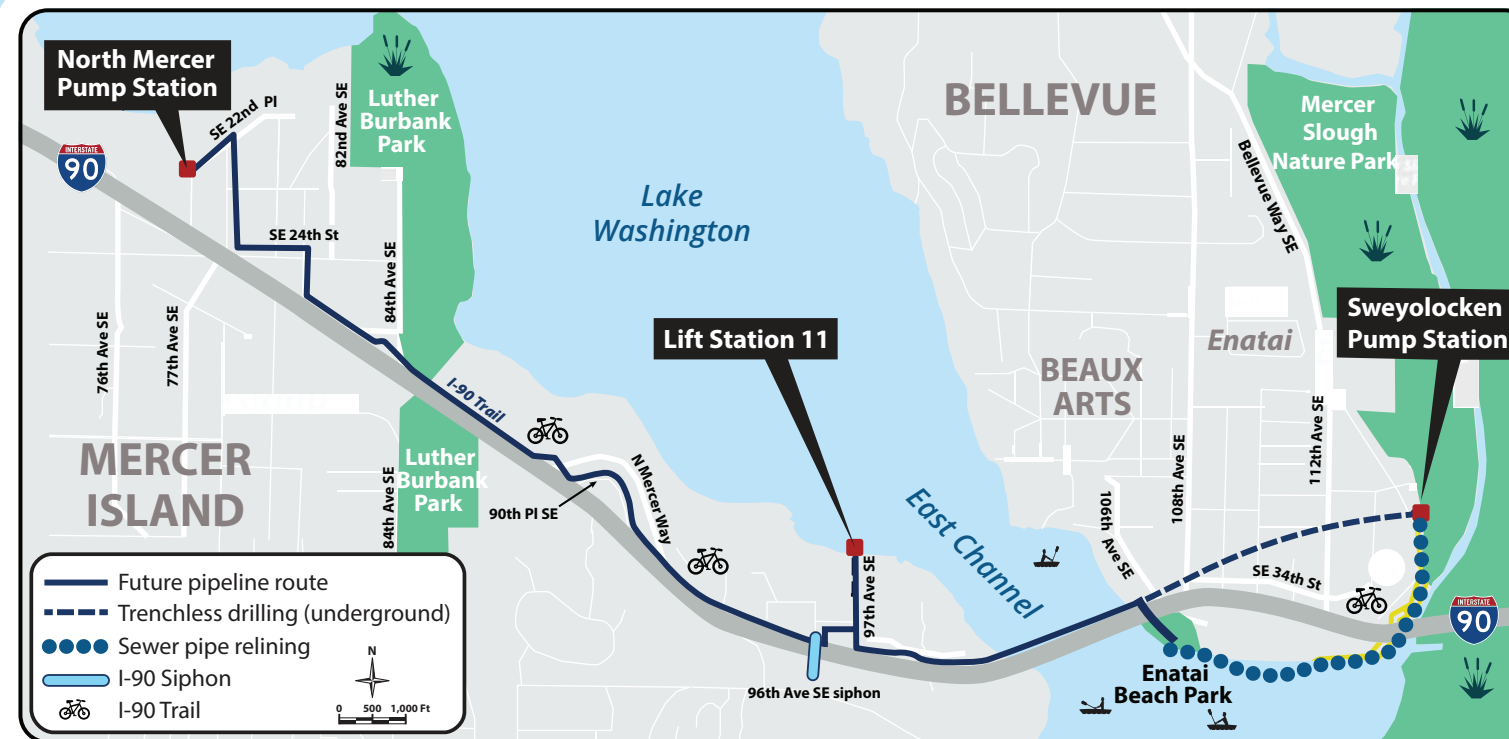 North Mercer
Pump Station
INTERSTATE
90
SE 22nd Pl
82nd Ave SE
Luther
Burbank
Park
SE 24th St
84th Ave SE
76th Ave SE
77th Ave SE
MERCER
ISLAND
Luther
Burbank
Park
84th Ave SE
I-90 Trail
90th Pl SE
N Mercer Way
Lake
Washington
Lift Station 11
97th Ave SE
96th Ave SE siphon
East Channel
BELLEVUE
Bellevue Way SE
Mercer
Slough
Nature Park
Enatai
BEAUX
ARTS
Sweyolocken
Pump Station
106th Ave SE
108th Ave SE
112th Ave SE
SE 34th St
INTERSTATE
90
Enatai
Beach Park
Future pipeline route
Trenchless drilling (underground)
Sewer pipe relining
I-90 Siphon
I-90 Trail
N
0 500 1,000 Ft